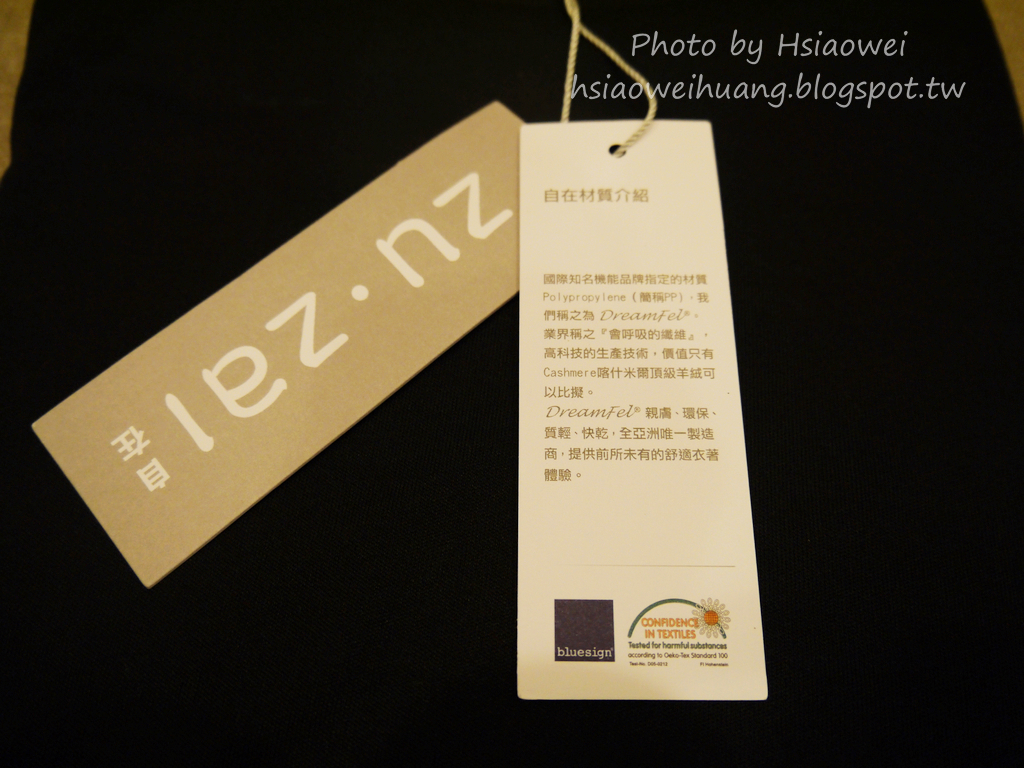 Photo by Hsiaowei
hsiaoweihuang.blogspot.tw
zu·zai
自在
自在材質介紹
國際知名機能品牌指定的材質
Polypropylene（簡稱PP)，我
們稱之為 DreamFel®。
業界稱之『會呼吸的纖維』，
高科技的生產技術，價值只有
Cashmere喀什米爾頂級羊絨可
以比擬。
DreamFel® 親膚、環保、
質輕、快乾，全亞洲唯一製造
商，提供前所未有的舒適衣著
體驗。
bluesign®
CONFIDENCE
IN TEXTILES
Tested for harmful substances
according to Oeko-Tex Standard 100
Test-No. D06-0212 FI Hohenstein